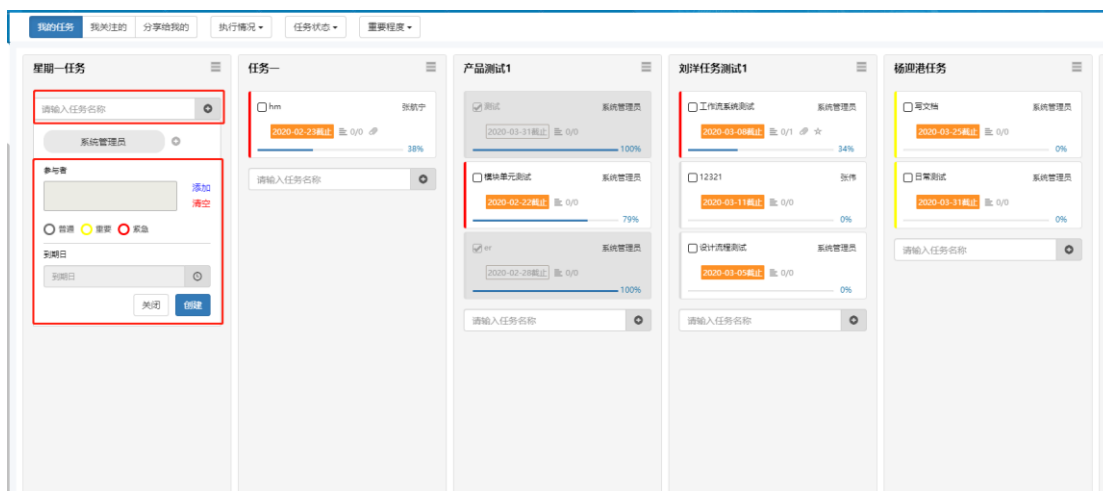 我的任务 我关注的 分享给我的 执行情况 任务状态 重要程度
星期一任务
请输入任务名称
系统管理员
参与者
添加
清空
普通 重要 紧急
到期日
到期日
关闭 创建
任务一
hm 张航宁
2020-02-23截止 0/0
38%
请输入任务名称
产品测试1
测试 系统管理员
2020-03-31截止 0/0
100%
模块单元测试 系统管理员
2020-02-22截止 0/0
79%
er 系统管理员
2020-02-28截止 0/0
100%
请输入任务名称
刘洋任务测试1
工作流系统测试 系统管理员
2020-03-08截止 0/1
34%
12321 张伟
2020-03-11截止 0/0
0%
设计流程测试 系统管理员
2020-03-05截止 0/0
0%
请输入任务名称
杨迎港任务
写文档 系统管理员
2020-03-25截止 0/0
0%
日常测试 系统管理员
2020-03-31截止 0/0
0%
请输入任务名称